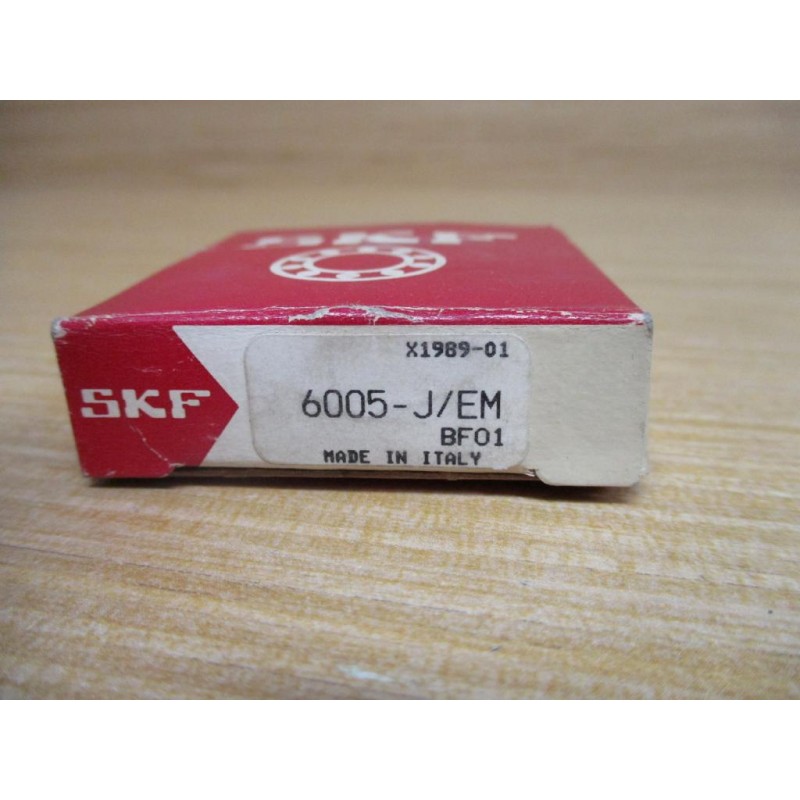 SKF
SKF
X1989-01
6005-J/EM
BF01
MADE IN ITALY